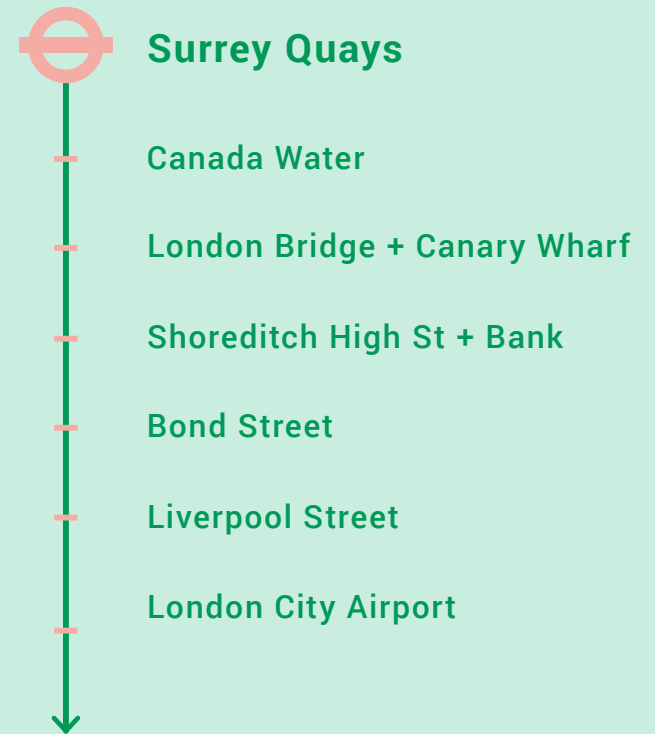 Surrey Quays
Canada Water
London Bridge + Canary Wharf
Shoreditch High St + Bank
Bond Street
Liverpool Street
London City Airport